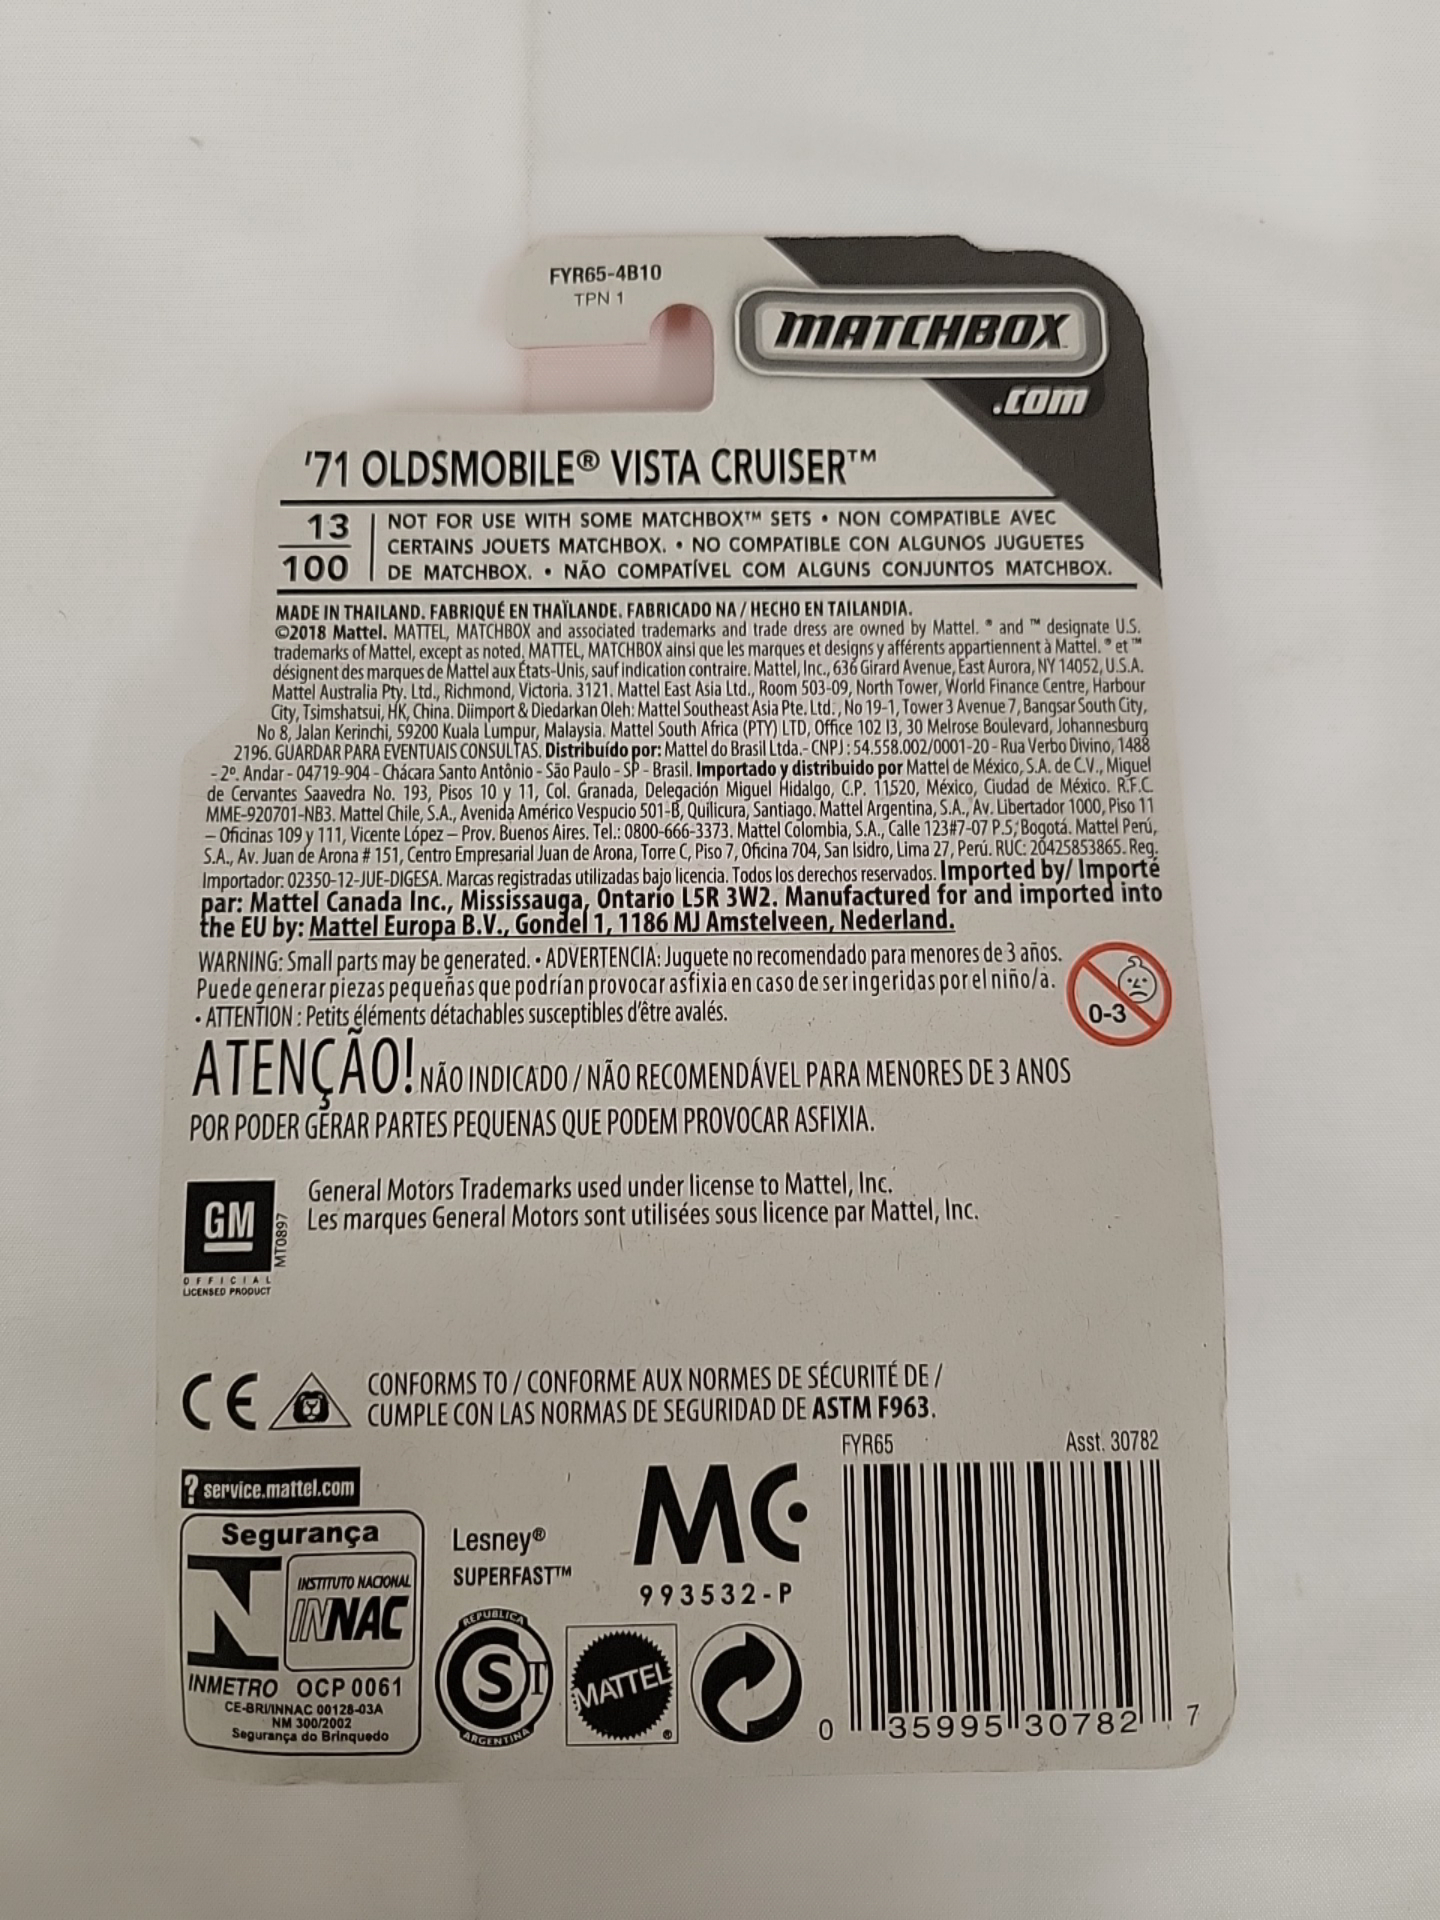 FYR65-4B10
TPN 1
MATCHBOX
.com
'71 OLDSMOBILE® VISTA CRUISER™
13
100
NOT FOR USE WITH SOME MATCHBOX™ SETS • NON COMPATIBLE AVEC
CERTAINS JOUETS MATCHBOX. • NO COMPATIBLE CON ALGUNOS JUGUETES
DE MATCHBOX. • NÃO COMPATÍVEL COM ALGUNS CONJUNTOS MATCHBOX.
MADE IN THAILAND. FABRIQUÉ EN THAÏLANDE. FABRICADO NA / HECHO EN TAILANDIA.
©2018 Mattel. MATTEL, MATCHBOX and associated trademarks and trade dress are owned by Mattel. ® and ™ designate U.S.
trademarks of Mattel, except as noted. MATTEL, MATCHBOX ainsi que les marques et designs y afférents appartiennent à Mattel. ® et ™
désignent des marques de Mattel aux États-Unis, sauf indication contraire. Mattel, Inc., 636 Girard Avenue, East Aurora, NY 14052, U.S.A.
Mattel Australia Pty. Ltd., Richmond, Victoria. 3121. Mattel East Asia Ltd., Room 503-09, North Tower, World Finance Centre, Harbour
City, Tsimshatsui, HK, China. Diimport & Diedarkan Oleh: Mattel Southeast Asia Pte. Ltd., No 19-1, Tower 3 Avenue 7, Bangsar South City,
No 8, Jalan Kerinchi, 59200 Kuala Lumpur, Malaysia. Mattel South Africa (PTY) LTD, Office 102 I3, 30 Melrose Boulevard, Johannesburg
2196. GUARDAR PARA EVENTUAIS CONSULTAS. Distribuído por: Mattel do Brasil Ltda.- CNPJ : 54.558.002/0001-20 - Rua Verbo Divino, 1488
- 2º. Andar - 04719-904 - Chácara Santo Antônio - São Paulo - SP - Brasil. Importado y distribuido por Mattel de México, S.A. de C.V., Miguel
de Cervantes Saavedra No. 193, Pisos 10 y 11, Col. Granada, Delegación Miguel Hidalgo, C.P. 11520, México, Ciudad de México. R.F.C.
MME-920701-NB3. Mattel Chile, S.A., Avenida Américo Vespucio 501-B, Quilicura, Santiago. Mattel Argentina, S.A., Av. Libertador 1000, Piso 11
– Oficinas 109 y 111, Vicente López – Prov. Buenos Aires. Tel.: 0800-666-3373. Mattel Colombia, S.A., Calle 123#7-07 P.5, Bogotá. Mattel Perú,
S.A., Av. Juan de Arona # 151, Centro Empresarial Juan de Arona, Torre C, Piso 7, Oficina 704, San Isidro, Lima 27, Perú. RUC: 20425853865. Reg.
Importador: 02350-12-JUE-DIGESA. Marcas registradas utilizadas bajo licencia. Todos los derechos reservados. Imported by/ Importé
par: Mattel Canada Inc., Mississauga, Ontario L5R 3W2. Manufactured for and imported into
the EU by: Mattel Europa B.V., Gondel 1, 1186 MJ Amstelveen, Nederland.
WARNING: Small parts may be generated. • ADVERTENCIA: Juguete no recomendado para menores de 3 años.
Puede generar piezas pequeñas que podrían provocar asfixia en caso de ser ingeridas por el niño/a.
• ATTENTION : Petits éléments détachables susceptibles d'être avalés.
0-3
ATENÇÃO! NÃO INDICADO / NÃO RECOMENDÁVEL PARA MENORES DE 3 ANOS
POR PODER GERAR PARTES PEQUENAS QUE PODEM PROVOCAR ASFIXIA.
GM
MT0897
OFFICIAL
LICENSED PRODUCT
General Motors Trademarks used under license to Mattel, Inc.
Les marques General Motors sont utilisées sous licence par Mattel, Inc.
CE
CONFORMS TO / CONFORME AUX NORMES DE SÉCURITÉ DE /
CUMPLE CON LAS NORMAS DE SEGURIDAD DE ASTM F963.
FYR65 Asst. 30782
? service.mattel.com
Segurança
INSTITUTO NACIONAL
INNAC
INMETRO OCP 0061
CE-BRI/INNAC 00128-03A
NM 300/2002
Segurança do Brinquedo
Lesney®
SUPERFAST™
MC
993532-P
REPUBLICA
S
ARGENTINA
MATTEL
®
0 35995 30782 7